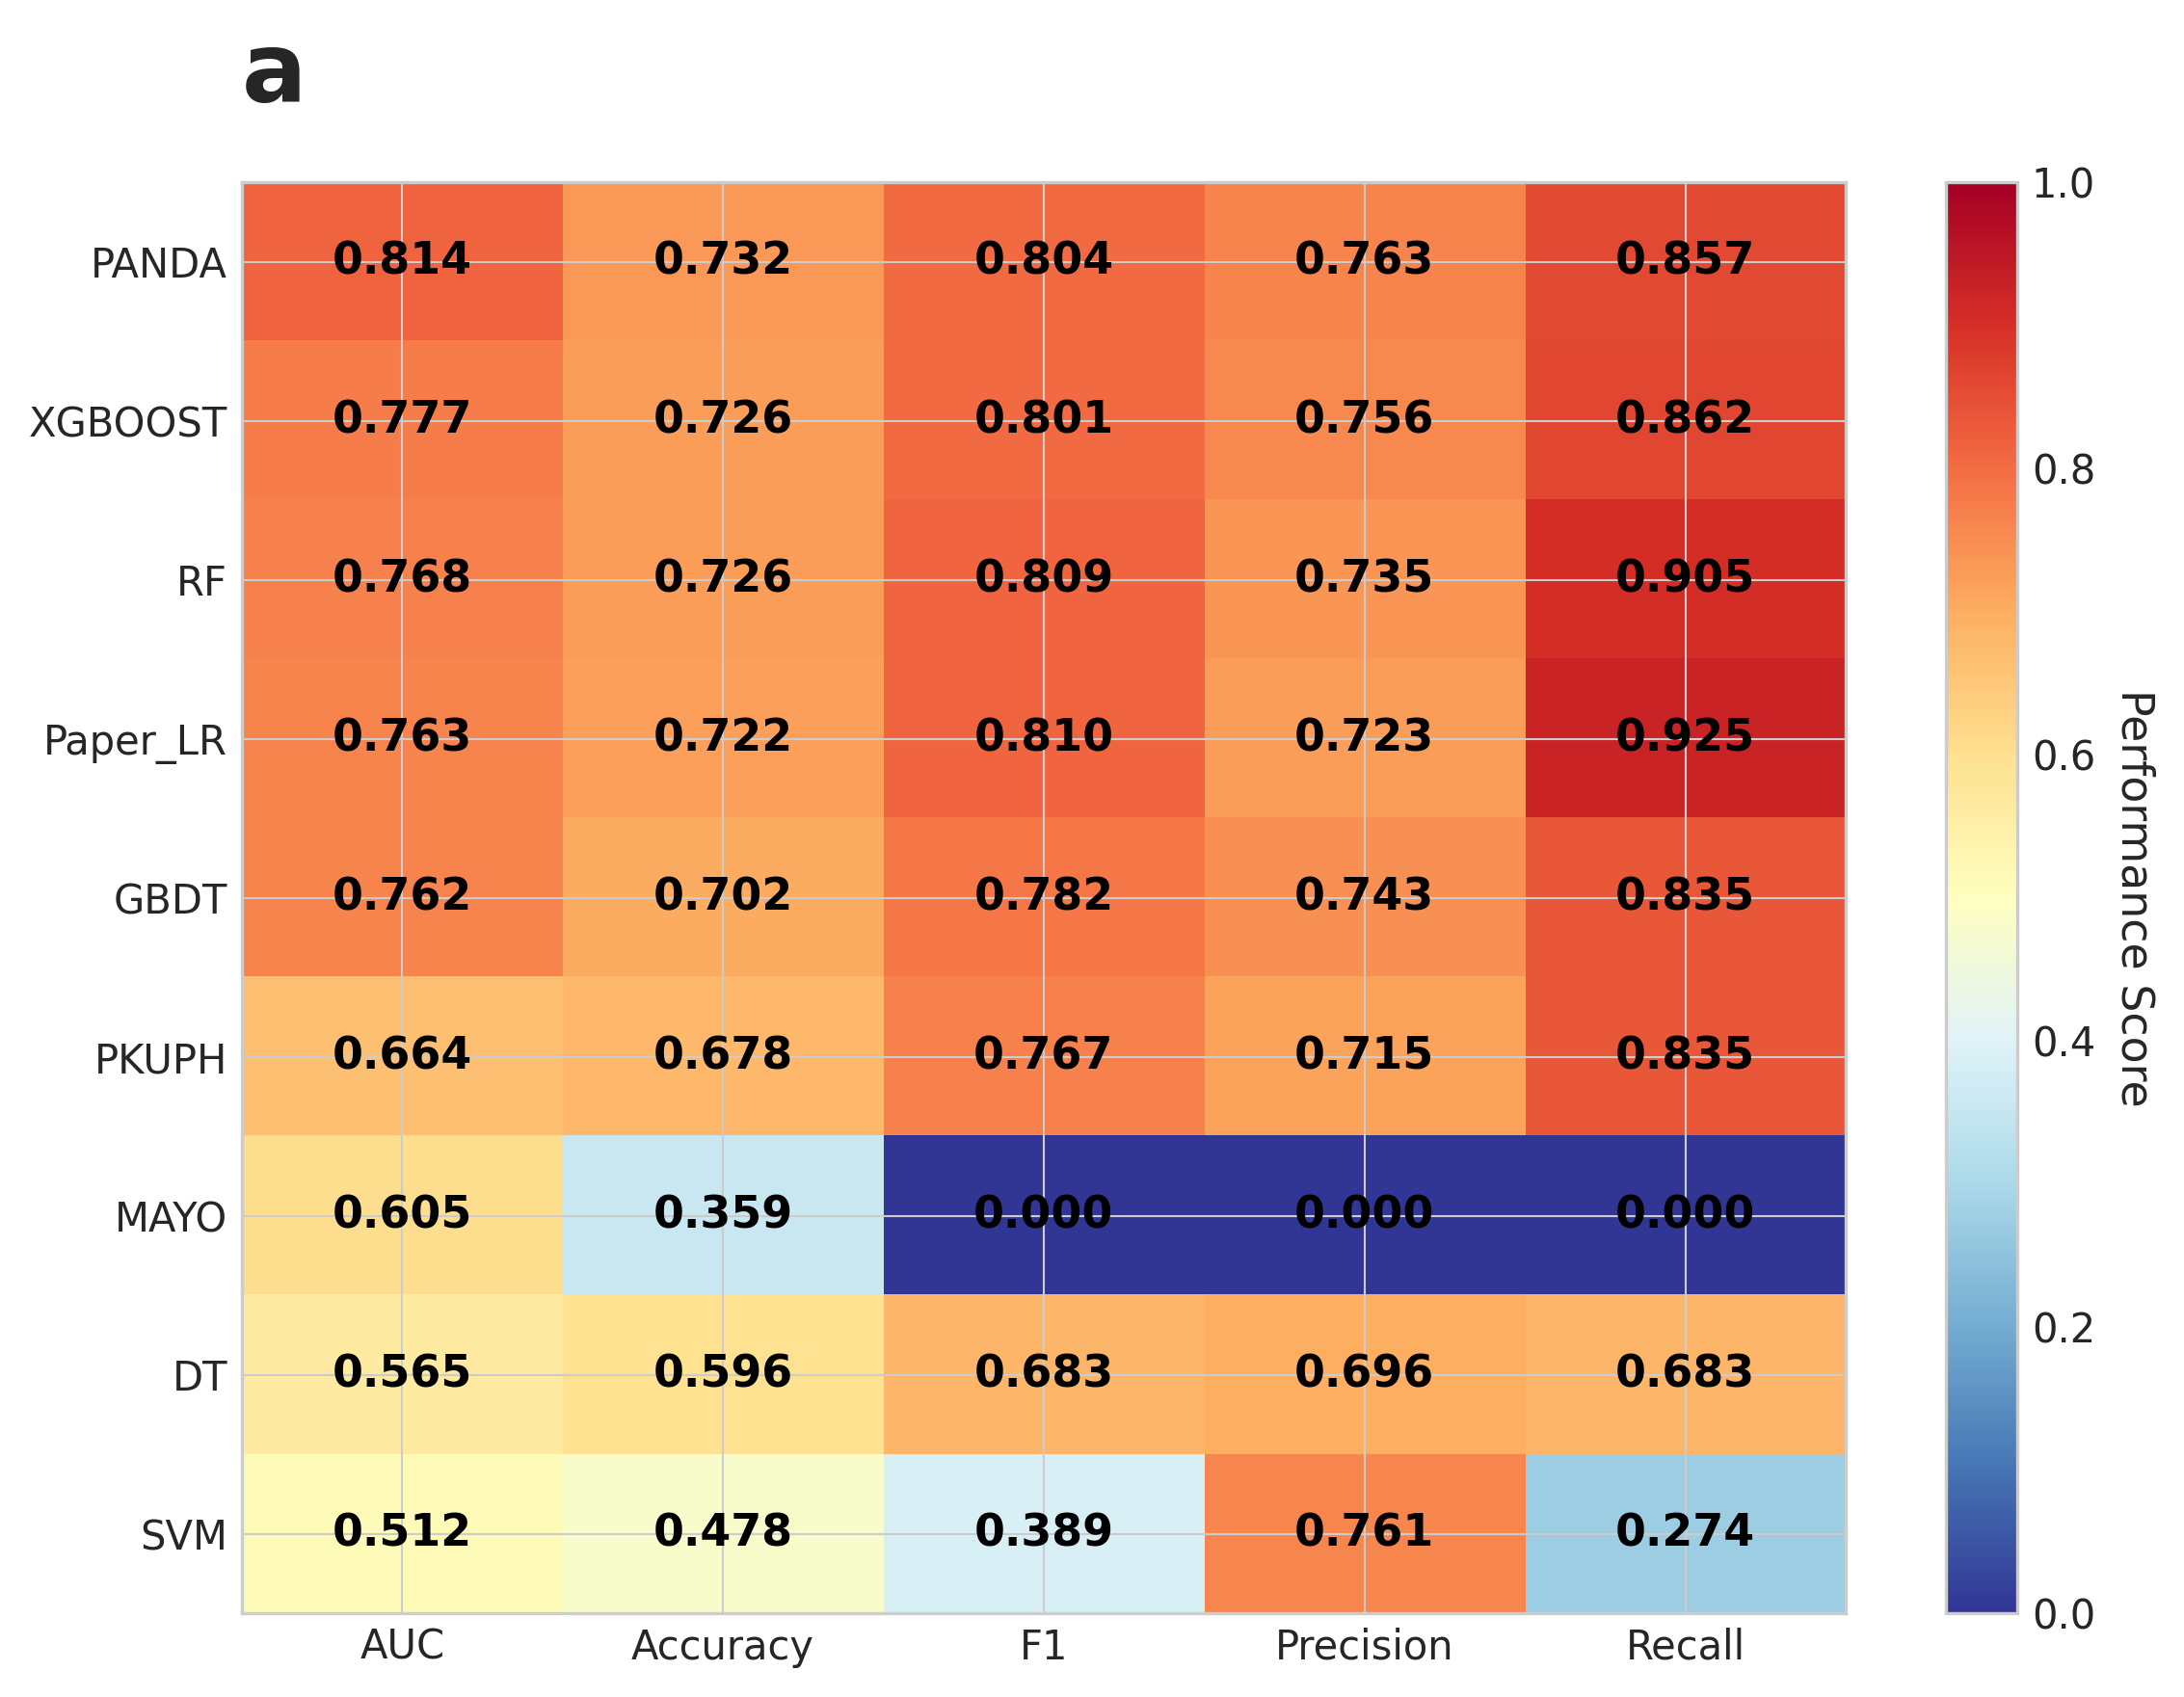 a
PANDA 0.814 0.732 0.804 0.763 0.857
XGBOOST 0.777 0.726 0.801 0.756 0.862
RF 0.768 0.726 0.809 0.735 0.905
Paper_LR 0.763 0.722 0.810 0.723 0.925
GBDT 0.762 0.702 0.782 0.743 0.835
PKUPH 0.664 0.678 0.767 0.715 0.835
MAYO 0.605 0.359 0.000 0.000 0.000
DT 0.565 0.596 0.683 0.696 0.683
SVM 0.512 0.478 0.389 0.761 0.274
AUC Accuracy F1 Precision Recall
1.0
0.8
0.6
0.4
0.2
0.0
Performance Score